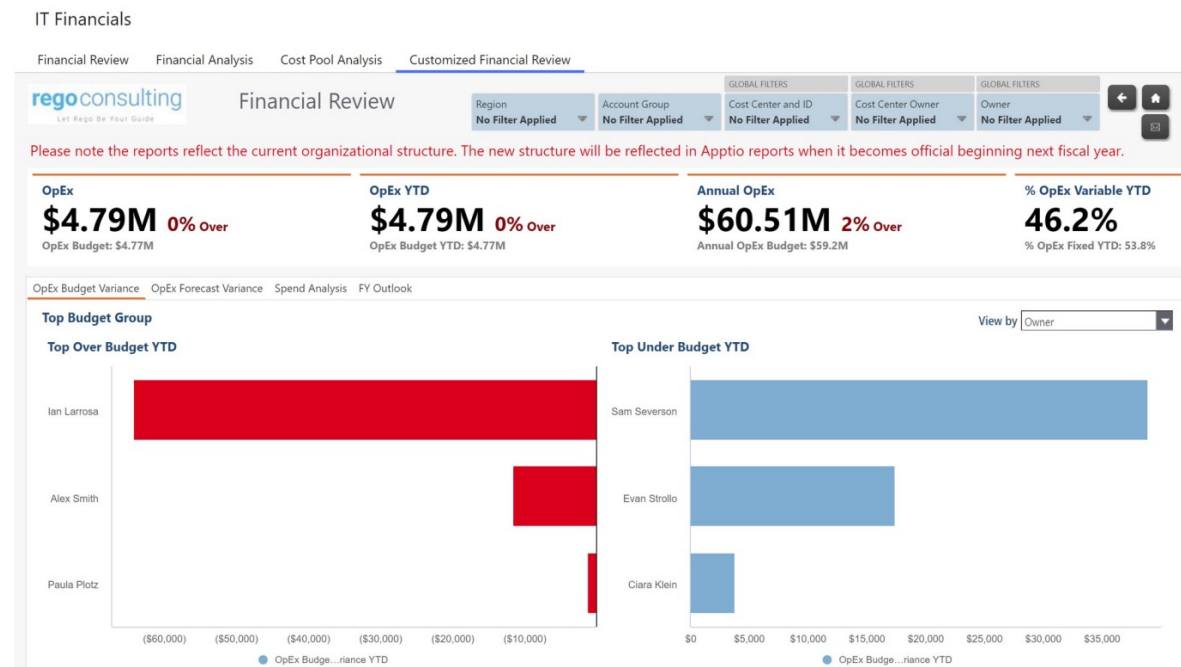 IT Financials
Financial Review Financial Analysis Cost Pool Analysis Customized Financial Review
regoconsulting
Let Rego Be Your Guide
Financial Review
Region
No Filter Applied
Account Group
No Filter Applied
GLOBAL FILTERS
Cost Center and ID
No Filter Applied
GLOBAL FILTERS
Cost Center Owner
No Filter Applied
GLOBAL FILTERS
Owner
No Filter Applied
Please note the reports reflect the current organizational structure. The new structure will be reflected in Apptio reports when it becomes official beginning next fiscal year.
OpEx
$4.79M 0% Over
OpEx Budget: $4.77M
OpEx YTD
$4.79M 0% Over
OpEx Budget YTD: $4.77M
Annual OpEx
$60.51M 2% Over
Annual OpEx Budget: $59.2M
% OpEx Variable YTD
46.2%
% OpEx Fixed YTD: 53.8%
OpEx Budget Variance OpEx Forecast Variance Spend Analysis FY Outlook
Top Budget Group
View by Owner
Top Over Budget YTD
Ian Larrosa
Alex Smith
Paula Plotz
($60,000) ($50,000) ($40,000) ($30,000) ($20,000) ($10,000)
OpEx Budge...riance YTD
Top Under Budget YTD
Sam Severson
Evan Strollo
Ciara Klein
$0 $5,000 $10,000 $15,000 $20,000 $25,000 $30,000 $35,000
OpEx Budge...riance YTD